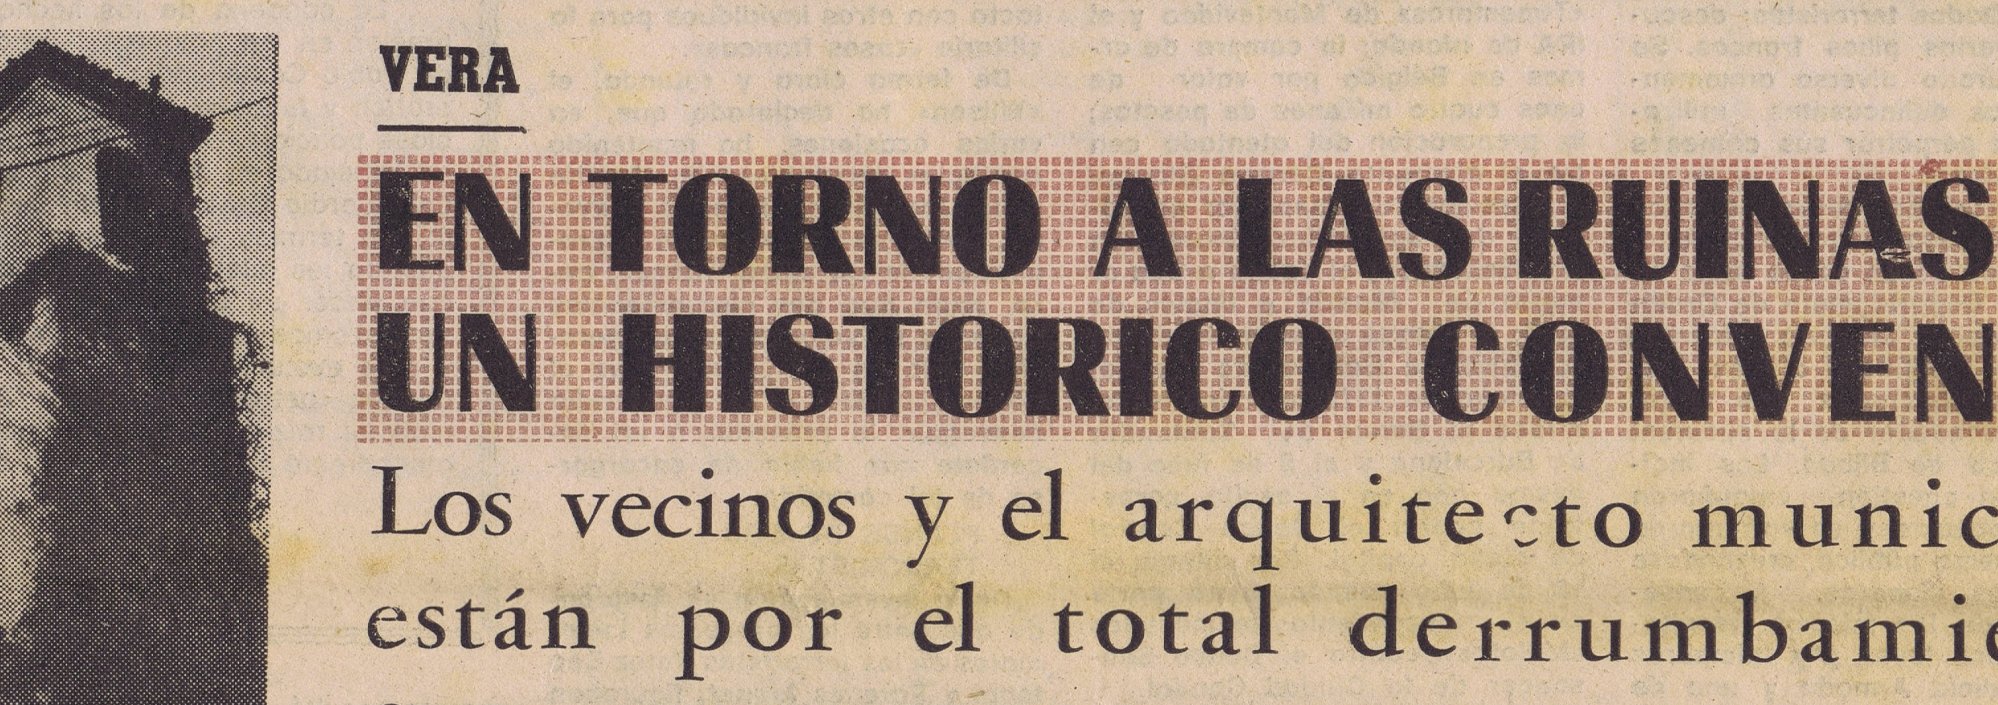 VERA
EN TORNO A LAS RUINAS
UN HISTORICO CONVEN
Los vecinos y el arquitecto munic
están por el total derrumbamie